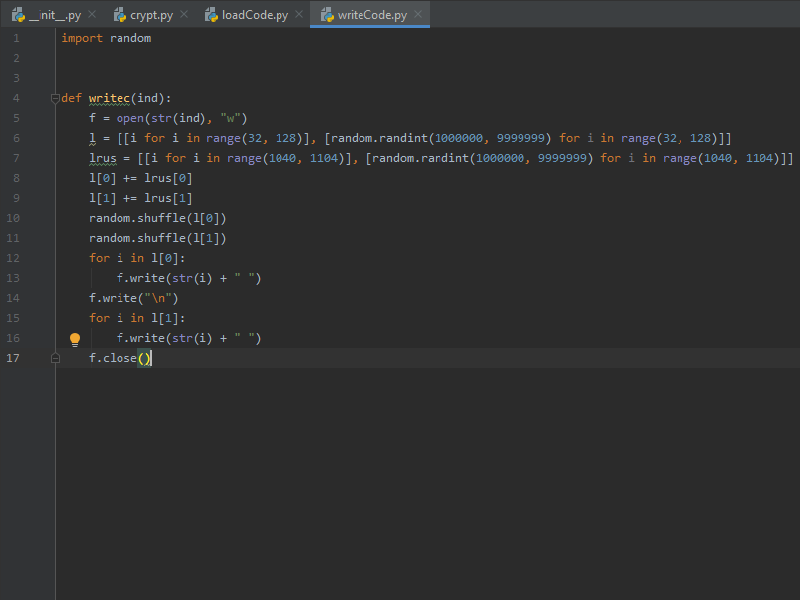 __init__.py crypt.py loadCode.py writeCode.py
1 import random
2
3
4 def writec(ind):
5 f = open(str(ind), "w")
6 l = [[i for i in range(32, 128)], [random.randint(1000000, 9999999) for i in range(32, 128)]]
7 lrus = [[i for i in range(1040, 1104)], [random.randint(1000000, 9999999) for i in range(1040, 1104)]]
8 l[0] += lrus[0]
9 l[1] += lrus[1]
10 random.shuffle(l[0])
11 random.shuffle(l[1])
12 for i in l[0]:
13 f.write(str(i) + " ")
14 f.write("\n")
15 for i in l[1]:
16 f.write(str(i) + " ")
17 f.close()